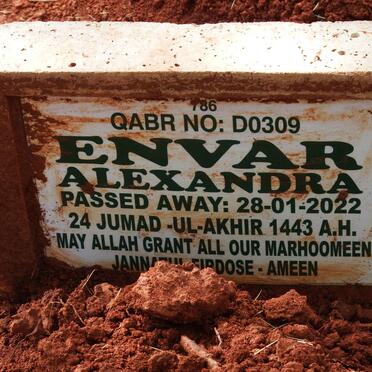 786
QABR NO: D0309
ENVAR
ALEXANDRA
PASSED AWAY: 28-01-2022
24 JUMAD -UL-AKHIR 1443 A.H.
MAY ALLAH GRANT ALL OUR MARHOOMEEN
JANNATUL FIRDOSE - AMEEN